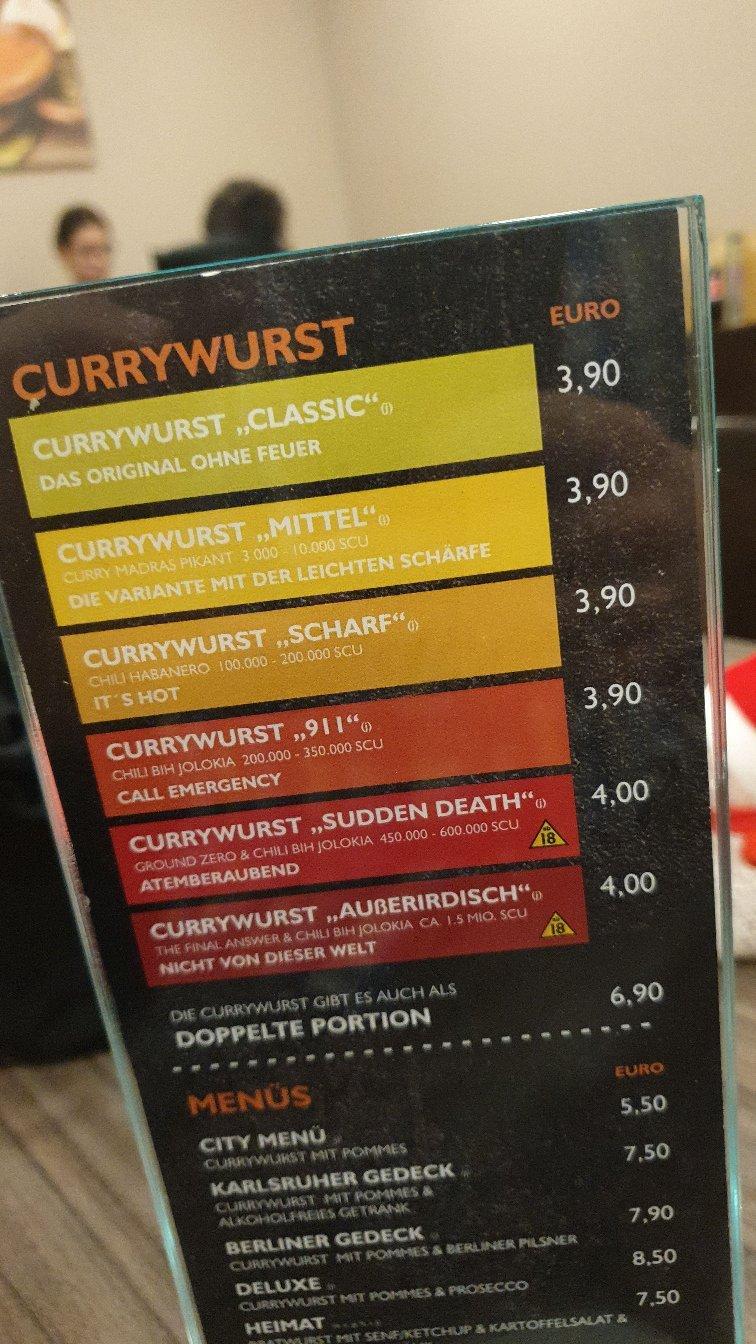 CURRYWURST EURO
CURRYWURST „CLASSIC“ (j) 3,90
DAS ORIGINAL OHNE FEUER
CURRYWURST „MITTEL“ (j) 3,90
CURRY MADRAS PIKANT 3 000 - 10.000 SCU
DIE VARIANTE MIT DER LEICHTEN SCHÄRFE
CURRYWURST „SCHARF“ (j) 3,90
CHILI HABANERO 100.000 - 200.000 SCU
IT´S HOT
CURRYWURST „911“ (j) 3,90
CHILI BIH JOLOKIA 200.000 - 350.000 SCU
CALL EMERGENCY
CURRYWURST „SUDDEN DEATH“ (j) 4,00
GROUND ZERO & CHILI BIH JOLOKIA 450.000 - 600.000 SCU 18
ATEMBERAUBEND
CURRYWURST „AUßERIRDISCH“ (j) 4,00
THE FINAL ANSWER & CHILI BIH JOLOKIA CA. 1.5 MIO. SCU 18
NICHT VON DIESER WELT
DIE CURRYWURST GIBT ES AUCH ALS
DOPPELTE PORTION 6,90
MENÜS EURO
CITY MENÜ 5,50
CURRYWURST MIT POMMES
KARLSRUHER GEDECK 7,50
CURRYWURST MIT POMMES &
ALKOHOLFREIES GETRÄNK
BERLINER GEDECK 7,90
CURRYWURST MIT POMMES & BERLINER PILSNER
DELUXE 8,50
CURRYWURST MIT POMMES & PROSECCO
HEIMAT 7,50
BRATWURST MIT SENF/KETCHUP & KARTOFFELSALAT &